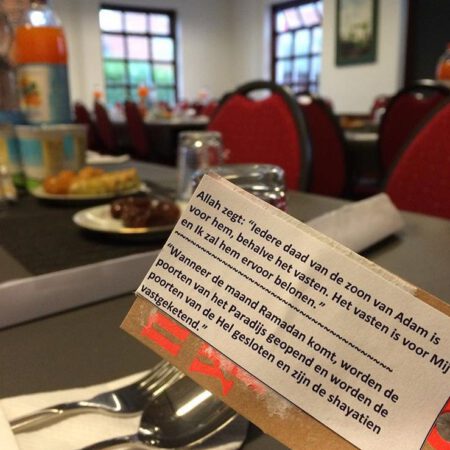 Allah zegt: "Iedere daad van de zoon van Adam is
voor hem, behalve het vasten. Het vasten is voor Mij
en Ik zal hem ervoor belonen."
~~~~~~~~~~~~~~~~~~~~~~~~~~~~~~
"Wanneer de maand Ramadan komt, worden de
poorten van het Paradijs geopend en worden de
poorten van de Hel gesloten en zijn de shayatien
vastgeketend."